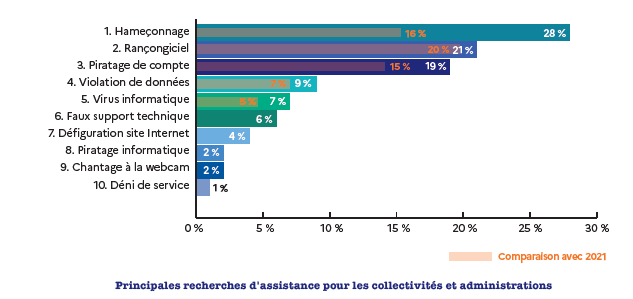 1. Hameçonnage 16 % 28 %
2. Rançongiciel 20 % 21 %
3. Piratage de compte 15 % 19 %
4. Violation de données 7 % 9 %
5. Virus informatique 5 % 7 %
6. Faux support technique 6 %
7. Défiguration site Internet 4 %
8. Piratage informatique 2 %
9. Chantage à la webcam 2 %
10. Déni de service 1 %
0 % 5 % 10 % 15 % 20 % 25 % 30 %
Comparaison avec 2021
Principales recherches d'assistance pour les collectivités et administrations